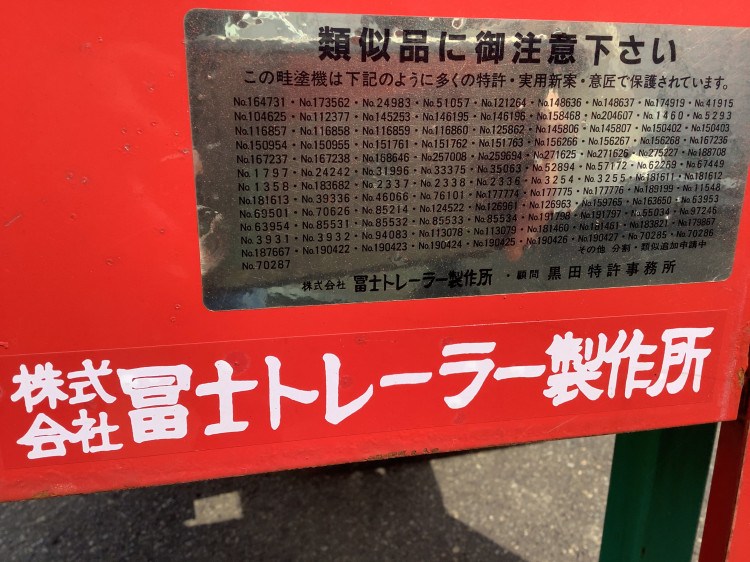 類似品に御注意下さい
この畦塗機は下記のように多くの特許・実用新案・意匠で保護されています。
No.164731・No.173562・No.24983・No.51057・No.121264・No.148636・No.148637・No.174919・No.41915
No.104625・No.112377・No.145253・No.146195・No.146196・No.158468・No.204607・No.1460・No.5293
No.116857・No.116858・No.116859・No.116860・No.125862・No.145806・No.145807・No.150402・No.150403
No.150954・No.150955・No.151761・No.151762・No.151763・No.156266・No.156267・No.156268・No.167236
No.167237・No.167238・No.168646・No.257008・No.259694・No.271625・No.271626・No.275227・No.188708
No.1797・No.24242・No.31996・No.33375・No.35063・No.52894・No.57172・No.62269・No.67449
No.1358・No.183682・No.2337・No.2338・No.2336・No.3254・No.3255・No.181611・No.181612
No.181613・No.39336・No.46066・No.76101・No.177774・No.177775・No.177776・No.189199・No.11548
No.69501・No.70626・No.85214・No.124522・No.126961・No.126963・No.159765・No.163650・No.63953
No.63954・No.85531・No.85532・No.85533・No.85534・No.191798・No.191797・No.55034・No.97246
No.3931・No.3932・No.94083・No.113078・No.113079・No.181460・No.181461・No.183821・No.179867
No.187667・No.190422・No.190423・No.190424・No.190425・No.190426・No.190427・No.70285・No.70286
No.70287 その他 分割・類似追加申請中
株式会社 冨士トレーラー製作所・顧問 黒田特許事務所
株式会社冨士トレーラー製作所